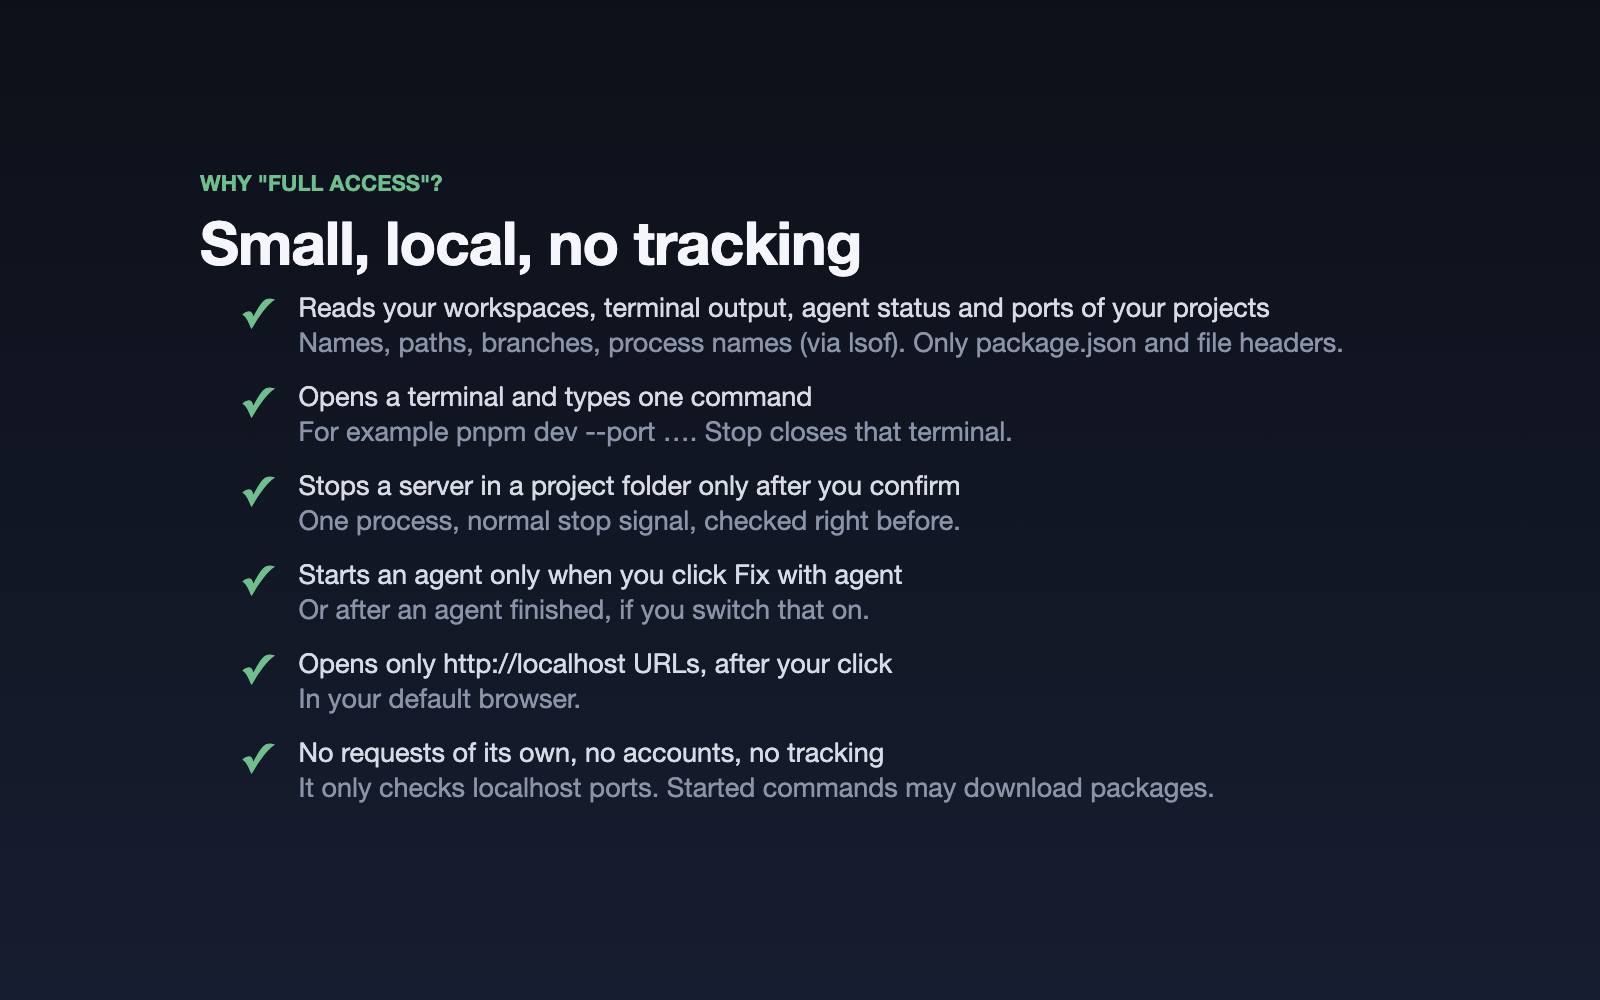 WHY "FULL ACCESS"?
Small, local, no tracking
Reads your workspaces, terminal output, agent status and ports of your projects
Names, paths, branches, process names (via lsof). Only package.json and file headers.
Opens a terminal and types one command
For example pnpm dev --port …. Stop closes that terminal.
Stops a server in a project folder only after you confirm
One process, normal stop signal, checked right before.
Starts an agent only when you click Fix with agent
Or after an agent finished, if you switch that on.
Opens only http://localhost URLs, after your click
In your default browser.
No requests of its own, no accounts, no tracking
It only checks localhost ports. Started commands may download packages.